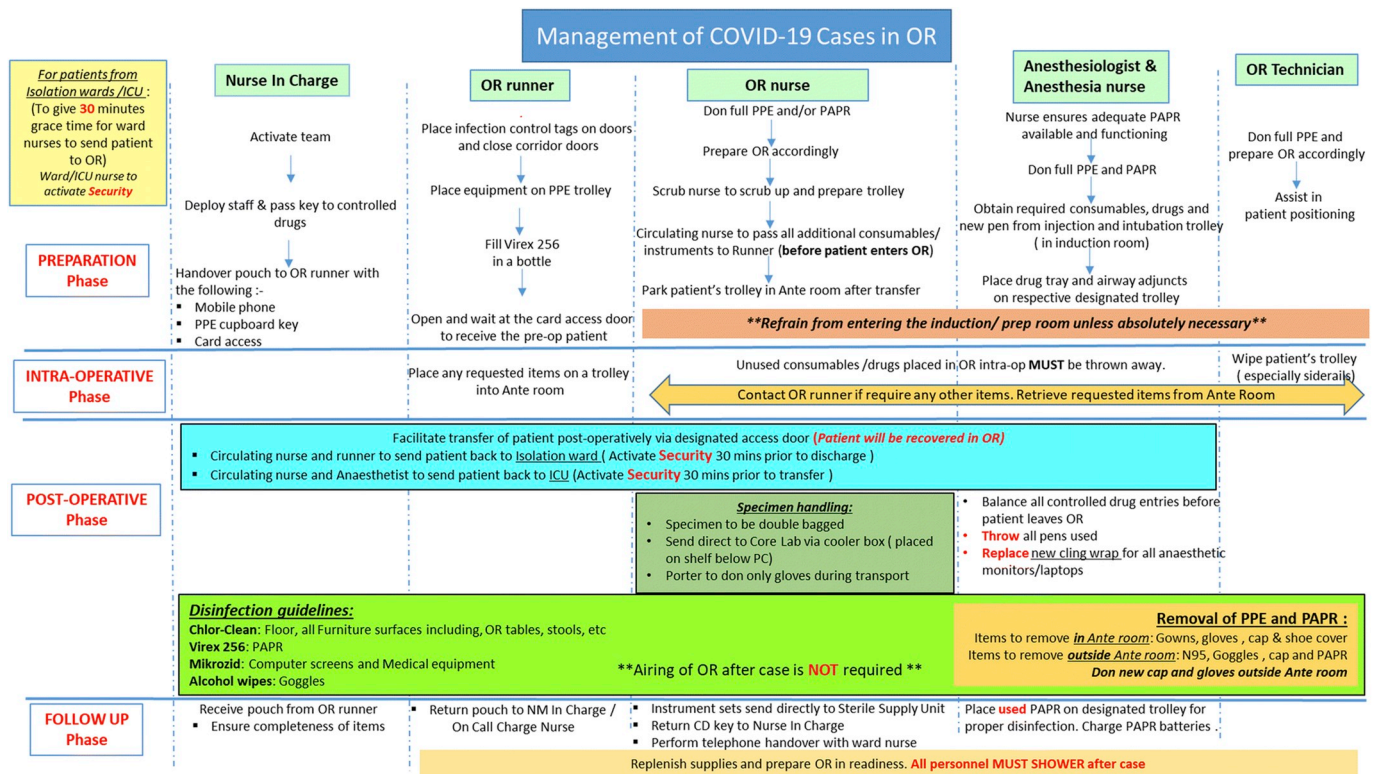 Management of COVID-19 Cases in OR
For patients from
Isolation wards /ICU :
(To give 30 minutes
grace time for ward
nurses to send patient
to OR)
Ward/ICU nurse to
activate Security
Nurse In Charge
OR runner
OR nurse
Anesthesiologist &
Anesthesia nurse
OR Technician
PREPARATION
Phase
Activate team
Deploy staff & pass key to controlled
drugs
Handover pouch to OR runner with
the following :-
▪ Mobile phone
▪ PPE cupboard key
▪ Card access
Place infection control tags on doors
and close corridor doors
Place equipment on PPE trolley
Fill Virex 256
in a bottle
Open and wait at the card access door
to receive the pre-op patient
Don full PPE and/or PAPR
Prepare OR accordingly
Scrub nurse to scrub up and prepare trolley
Circulating nurse to pass all additional consumables/
instruments to Runner (before patient enters OR)
Park patient's trolley in Ante room after transfer
Nurse ensures adequate PAPR
available and functioning
Don full PPE and PAPR
Obtain required consumables, drugs and
new pen from injection and intubation trolley
( in induction room)
Place drug tray and airway adjuncts
on respective designated trolley
Don full PPE and
prepare OR accordingly
Assist in
patient positioning
**Refrain from entering the induction/ prep room unless absolutely necessary**
INTRA-OPERATIVE
Phase
Place any requested items on a trolley
into Ante room
Unused consumables /drugs placed in OR intra-op MUST be thrown away.
Wipe patient's trolley
( especially siderails)
Contact OR runner if require any other items. Retrieve requested items from Ante Room
POST-OPERATIVE
Phase
Facilitate transfer of patient post-operatively via designated access door (Patient will be recovered in OR)
▪ Circulating nurse and runner to send patient back to Isolation ward ( Activate Security 30 mins prior to discharge )
▪ Circulating nurse and Anaesthetist to send patient back to ICU (Activate Security 30 mins prior to transfer )
Specimen handling:
• Specimen to be double bagged
• Send direct to Core Lab via cooler box ( placed
on shelf below PC)
• Porter to don only gloves during transport
• Balance all controlled drug entries before
patient leaves OR
• Throw all pens used
• Replace new cling wrap for all anaesthetic
monitors/laptops
Disinfection guidelines:
Chlor-Clean: Floor, all Furniture surfaces including, OR tables, stools, etc
Virex 256: PAPR
Mikrozid: Computer screens and Medical equipment
Alcohol wipes: Goggles
**Airing of OR after case is NOT required **
Removal of PPE and PAPR :
Items to remove in Ante room: Gowns, gloves , cap & shoe cover
Items to remove outside Ante room: N95, Goggles , cap and PAPR
Don new cap and gloves outside Ante room
FOLLOW UP
Phase
Receive pouch from OR runner
▪ Ensure completeness of items
▪ Return pouch to NM In Charge /
On Call Charge Nurse
▪ Instrument sets send directly to Sterile Supply Unit
▪ Return CD key to Nurse In Charge
▪ Perform telephone handover with ward nurse
Place used PAPR on designated trolley for
proper disinfection. Charge PAPR batteries .
Replenish supplies and prepare OR in readiness. All personnel MUST SHOWER after case